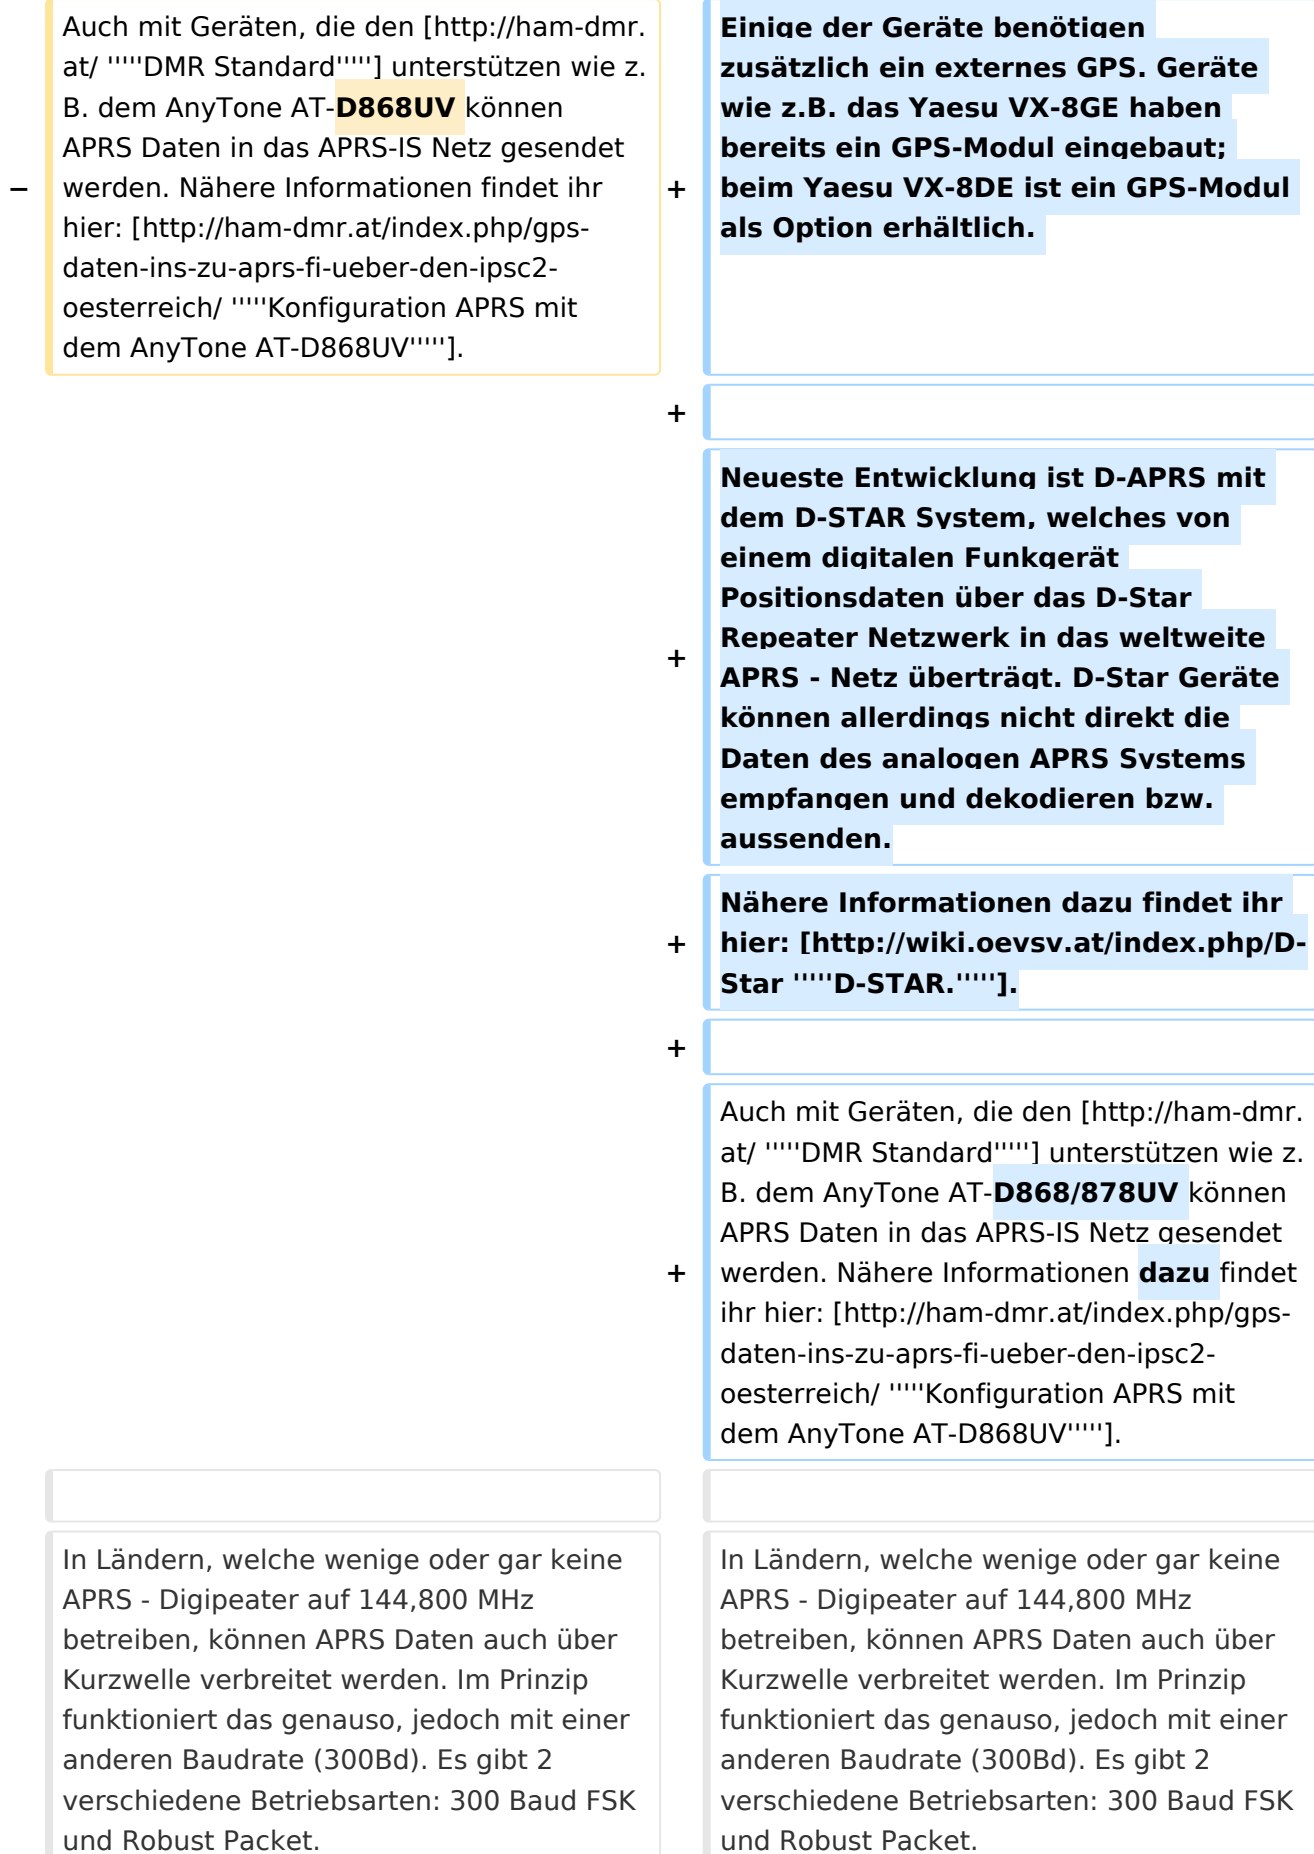 Auch mit Geräten, die den [http://ham-dmr.
at/ '''''DMR Standard'''''] unterstützen wie z.
B. dem AnyTone AT-D868UV können
APRS Daten in das APRS-IS Netz gesendet
− werden. Nähere Informationen findet ihr
hier: [http://ham-dmr.at/index.php/gps-
daten-ins-zu-aprs-fi-ueber-den-ipsc2-
oesterreich/ '''''Konfiguration APRS mit
dem AnyTone AT-D868UV'''''].
Einige der Geräte benötigen
zusätzlich ein externes GPS. Geräte
wie z.B. das Yaesu VX-8GE haben
bereits ein GPS-Modul eingebaut;
+ beim Yaesu VX-8DE ist ein GPS-Modul
als Option erhältlich.
+
Neueste Entwicklung ist D-APRS mit
dem D-STAR System, welches von
einem digitalen Funkgerät
Positionsdaten über das D-Star
Repeater Netzwerk in das weltweite
+ APRS - Netz überträgt. D-Star Geräte
können allerdings nicht direkt die
Daten des analogen APRS Systems
empfangen und dekodieren bzw.
aussenden.
Nähere Informationen dazu findet ihr
+ hier: [http://wiki.oevsv.at/index.php/D-
Star '''''D-STAR.'''''].
+
Auch mit Geräten, die den [http://ham-dmr.
at/ '''''DMR Standard'''''] unterstützen wie z.
B. dem AnyTone AT-D868/878UV können
APRS Daten in das APRS-IS Netz gesendet
+ werden. Nähere Informationen dazu findet
ihr hier: [http://ham-dmr.at/index.php/gps-
daten-ins-zu-aprs-fi-ueber-den-ipsc2-
oesterreich/ '''''Konfiguration APRS mit
dem AnyTone AT-D868UV'''''].
In Ländern, welche wenige oder gar keine
APRS - Digipeater auf 144,800 MHz
betreiben, können APRS Daten auch über
Kurzwelle verbreitet werden. Im Prinzip
funktioniert das genauso, jedoch mit einer
anderen Baudrate (300Bd). Es gibt 2
verschiedene Betriebsarten: 300 Baud FSK
und Robust Packet.
In Ländern, welche wenige oder gar keine
APRS - Digipeater auf 144,800 MHz
betreiben, können APRS Daten auch über
Kurzwelle verbreitet werden. Im Prinzip
funktioniert das genauso, jedoch mit einer
anderen Baudrate (300Bd). Es gibt 2
verschiedene Betriebsarten: 300 Baud FSK
und Robust Packet.